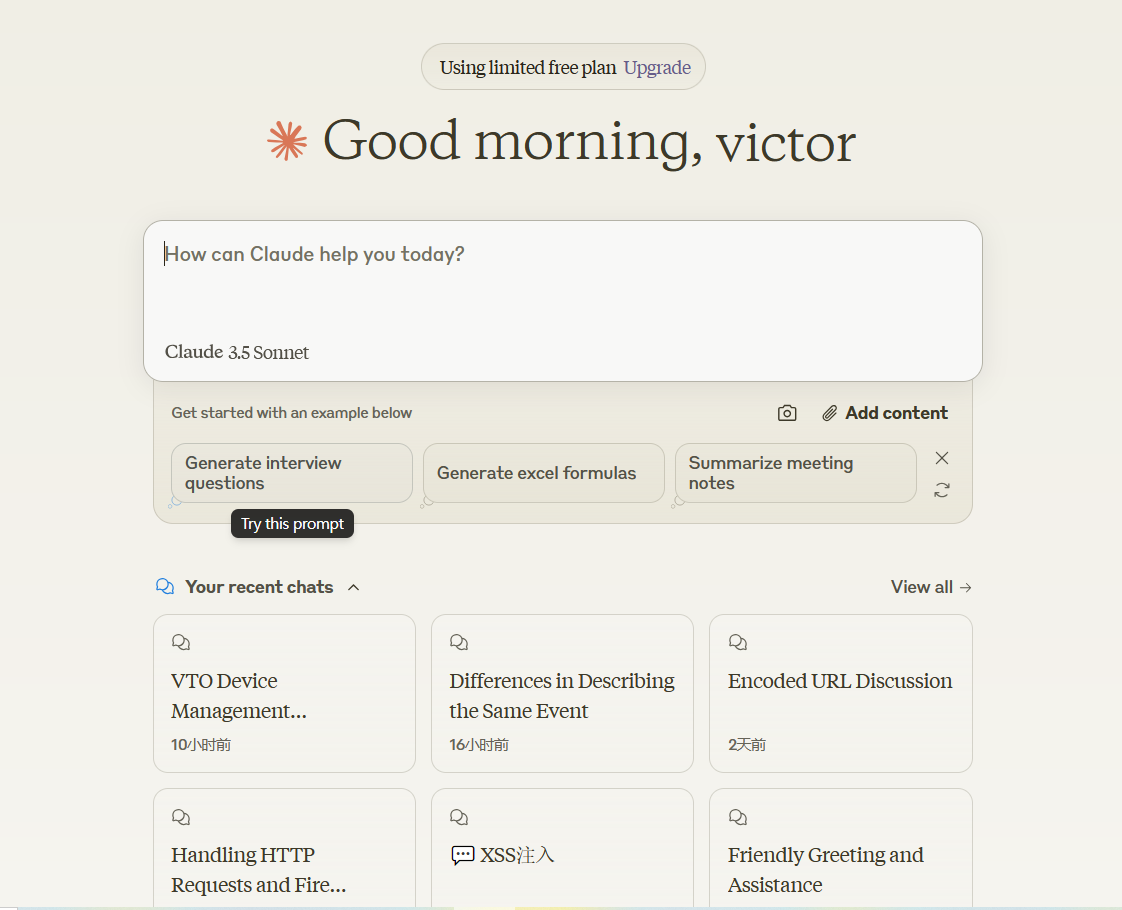 Using limited free plan Upgrade
Good morning, victor
How can Claude help you today?
Claude 3.5 Sonnet
Get started with an example below
Add content
Generate interview
questions
Generate excel formulas
Summarize meeting
notes
Try this prompt
Your recent chats
View all →
VTO Device
Management...
10小时前
Differences in Describing
the Same Event
16小时前
Encoded URL Discussion
2天前
Handling HTTP
Requests and Fire...
💬 XSS注入
Friendly Greeting and
Assistance